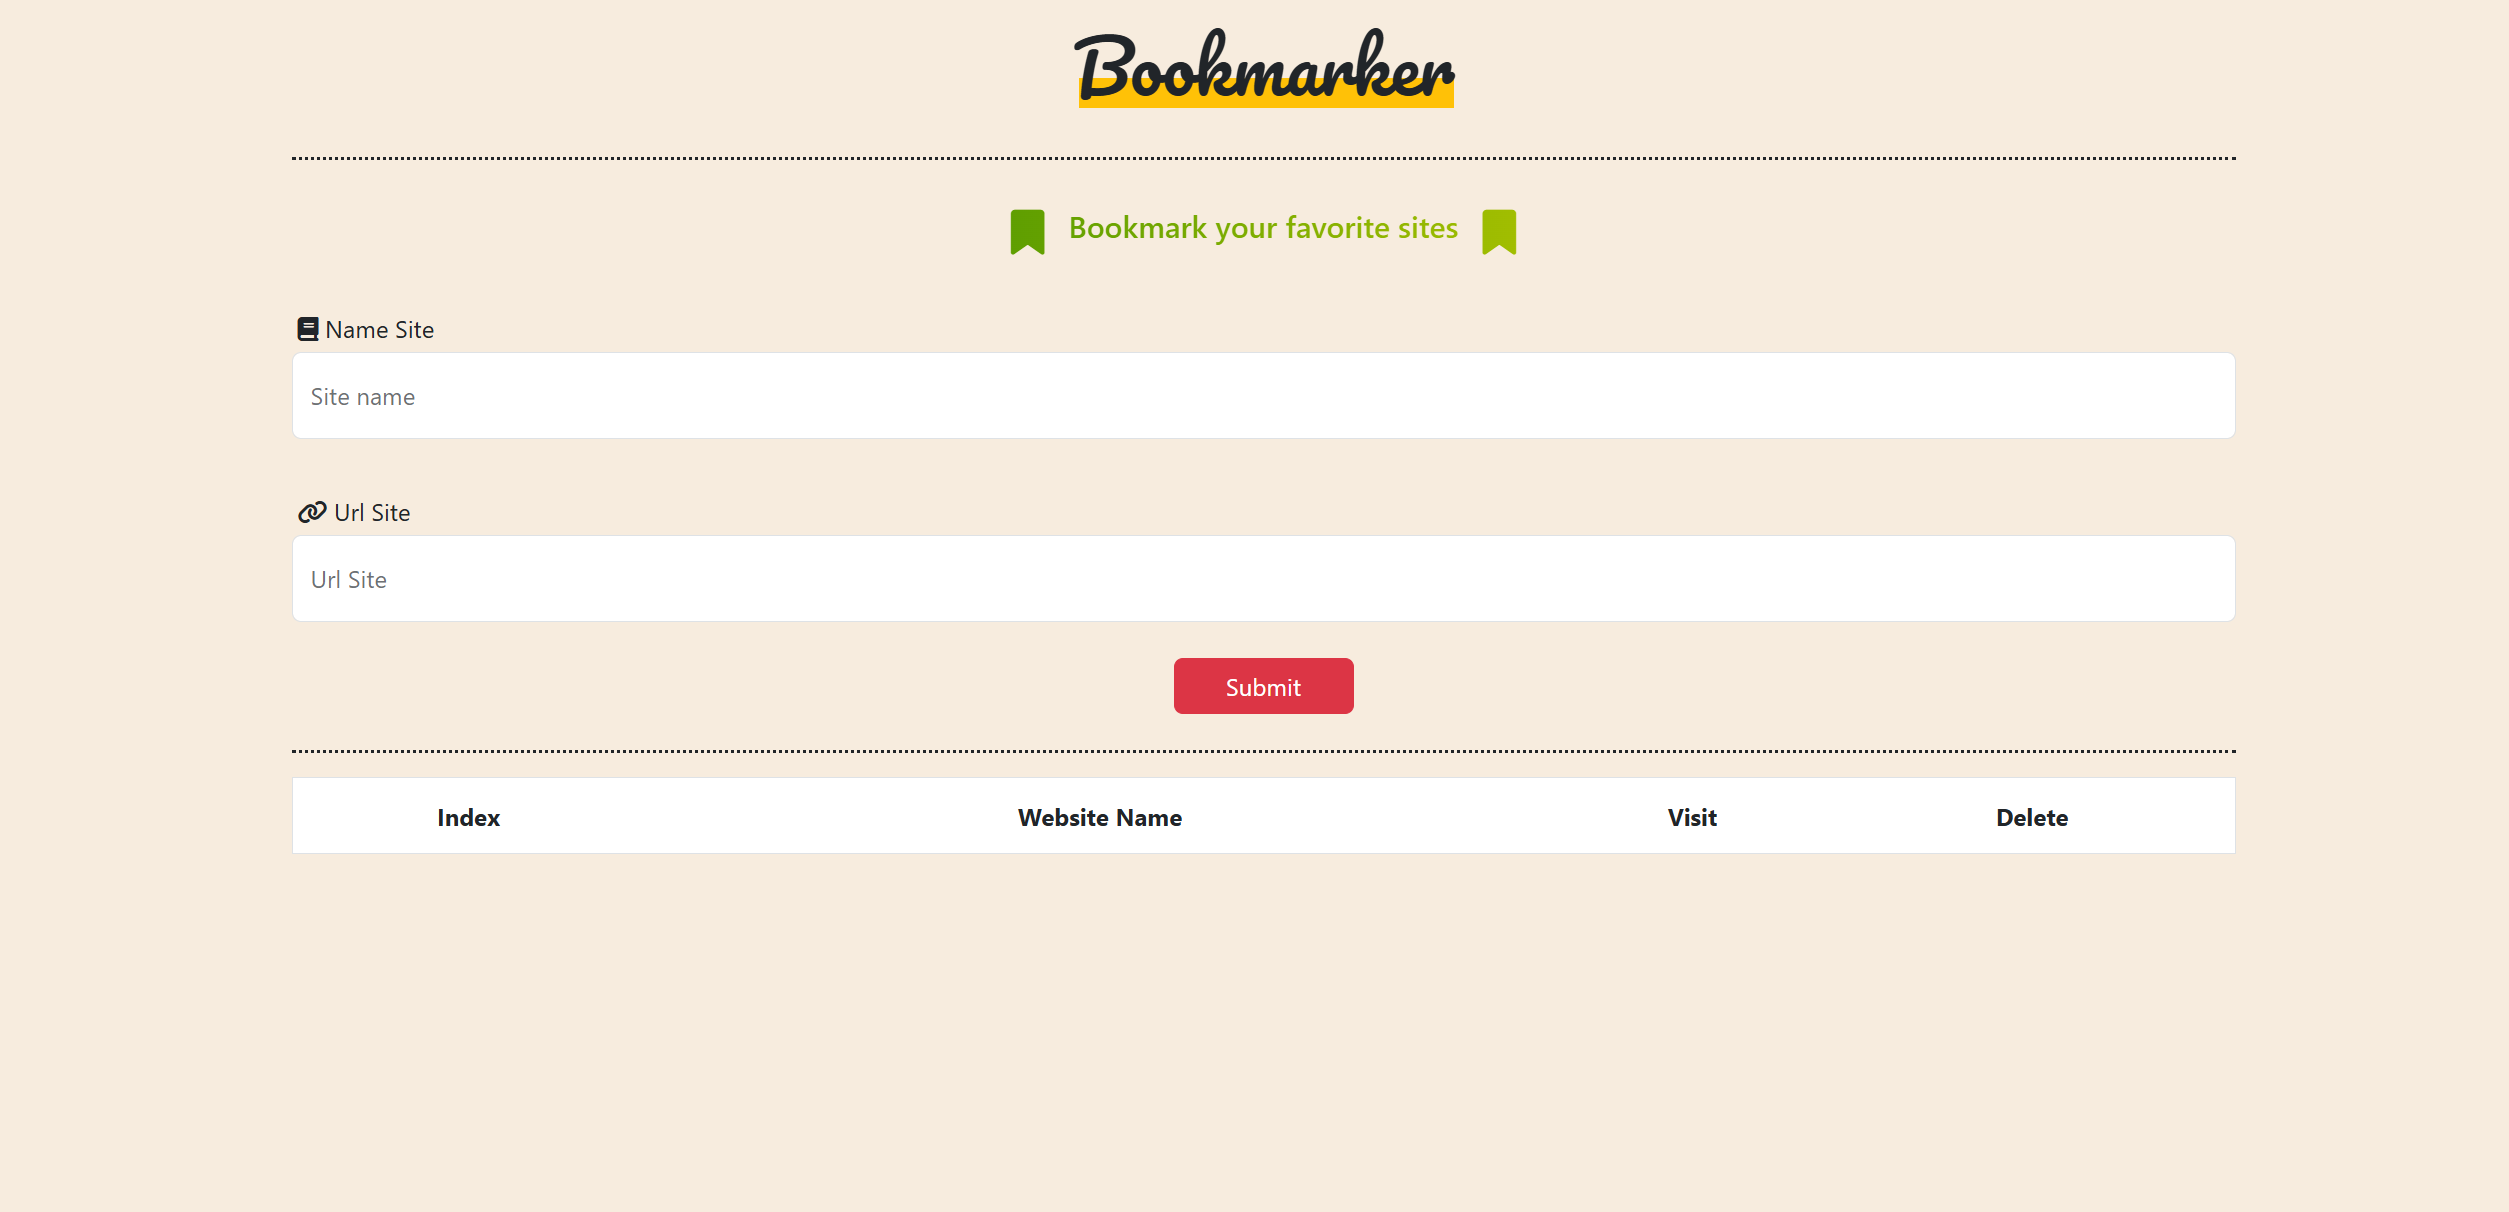 Bookmarker
Bookmark your favorite sites
Name Site
Site name
Url Site
Url Site
Submit
Index Website Name Visit Delete